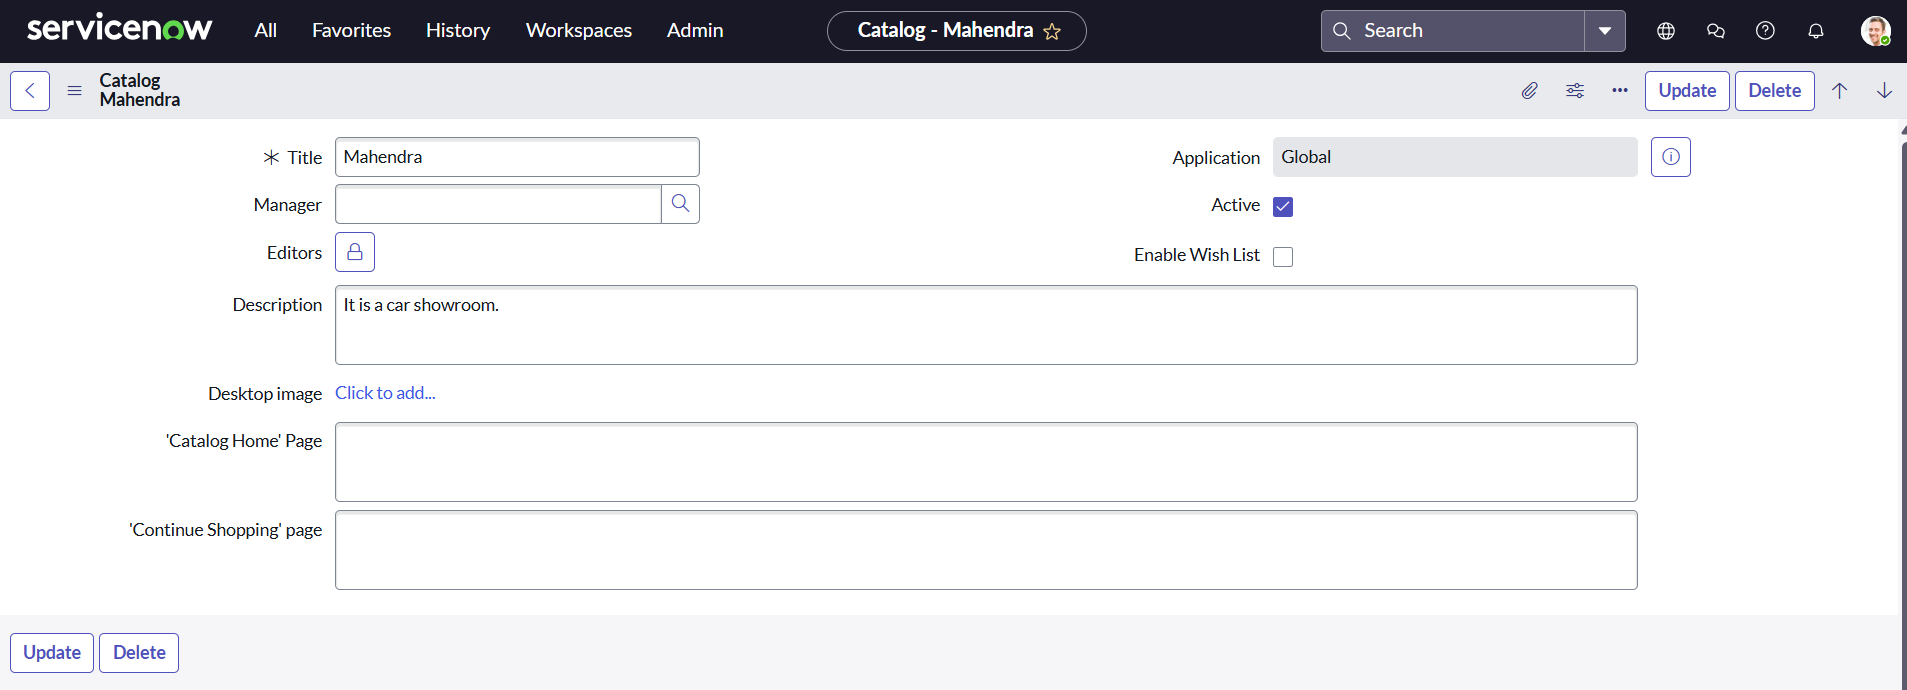 servicenow All Favorites History Workspaces Admin Catalog - Mahendra Search
Catalog
Mahendra
Update Delete
Title Mahendra
Application Global
Manager
Active
Editors
Enable Wish List
Description It is a car showroom.
Desktop image Click to add...
'Catalog Home' Page
'Continue Shopping' page
Update Delete